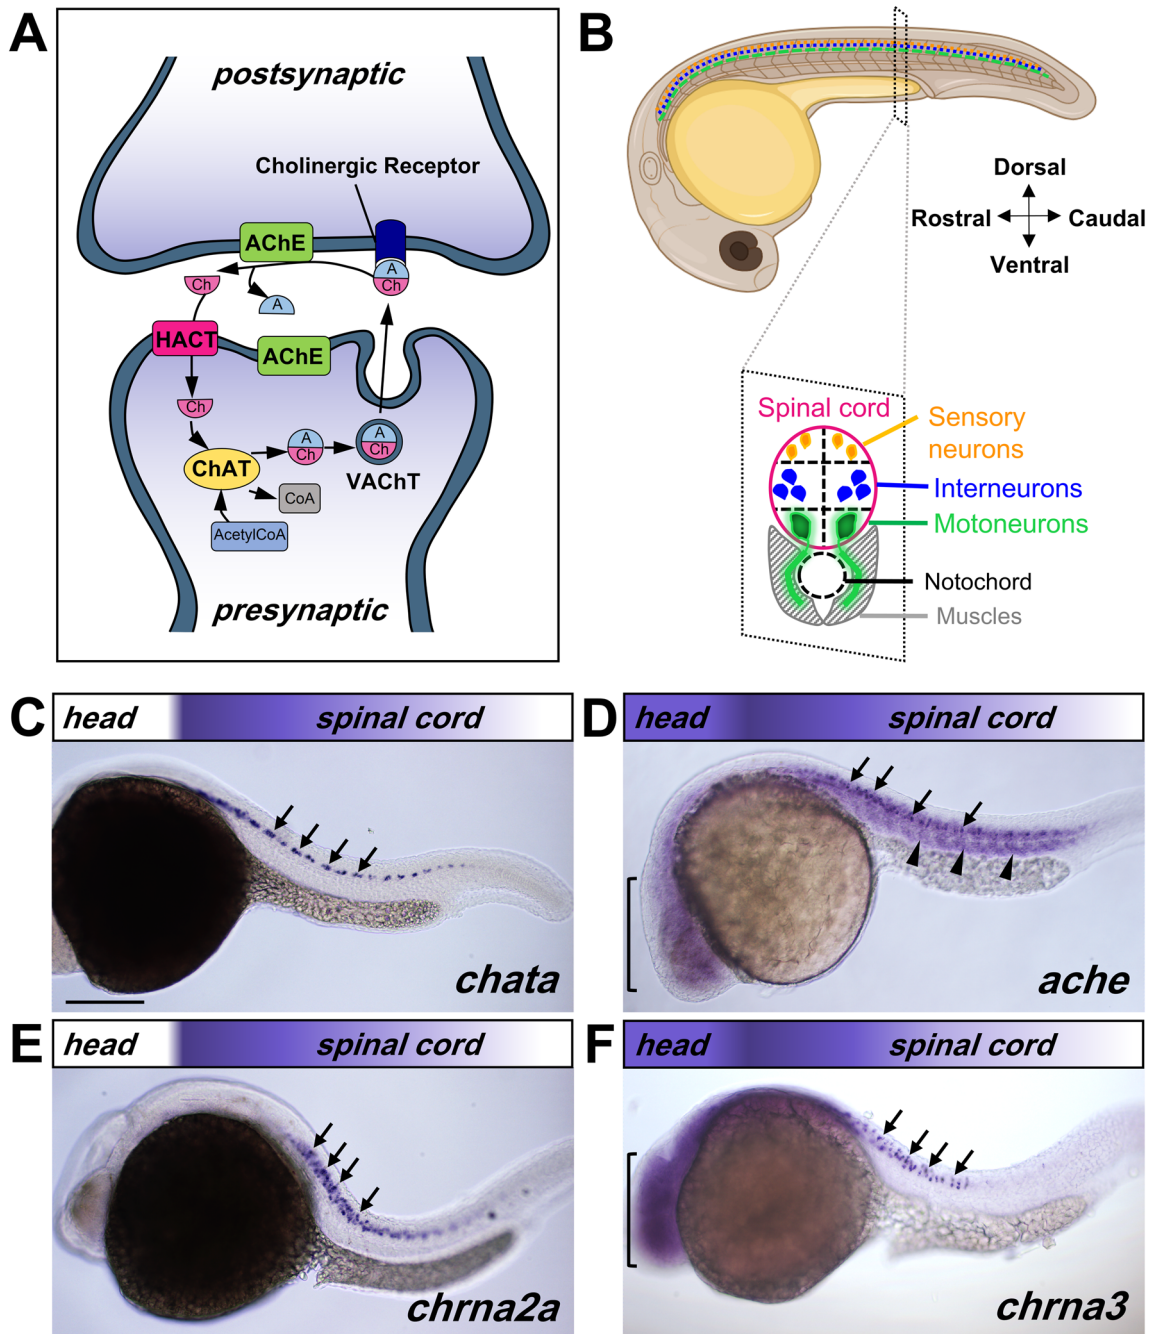 A
postsynaptic
Cholinergic Receptor
AChE
A
Ch
Ch
A
HACT
AChE
Ch
A
Ch
A
Ch
ChAT
VAChT
CoA
AcetylCoA
presynaptic
B
Dorsal
Rostral
Caudal
Ventral
Spinal cord
Sensory
neurons
Interneurons
Motoneurons
Notochord
Muscles
C
head
spinal cord
chata
D
head
spinal cord
ache
E
head
spinal cord
chrna2a
F
head
spinal cord
chrna3